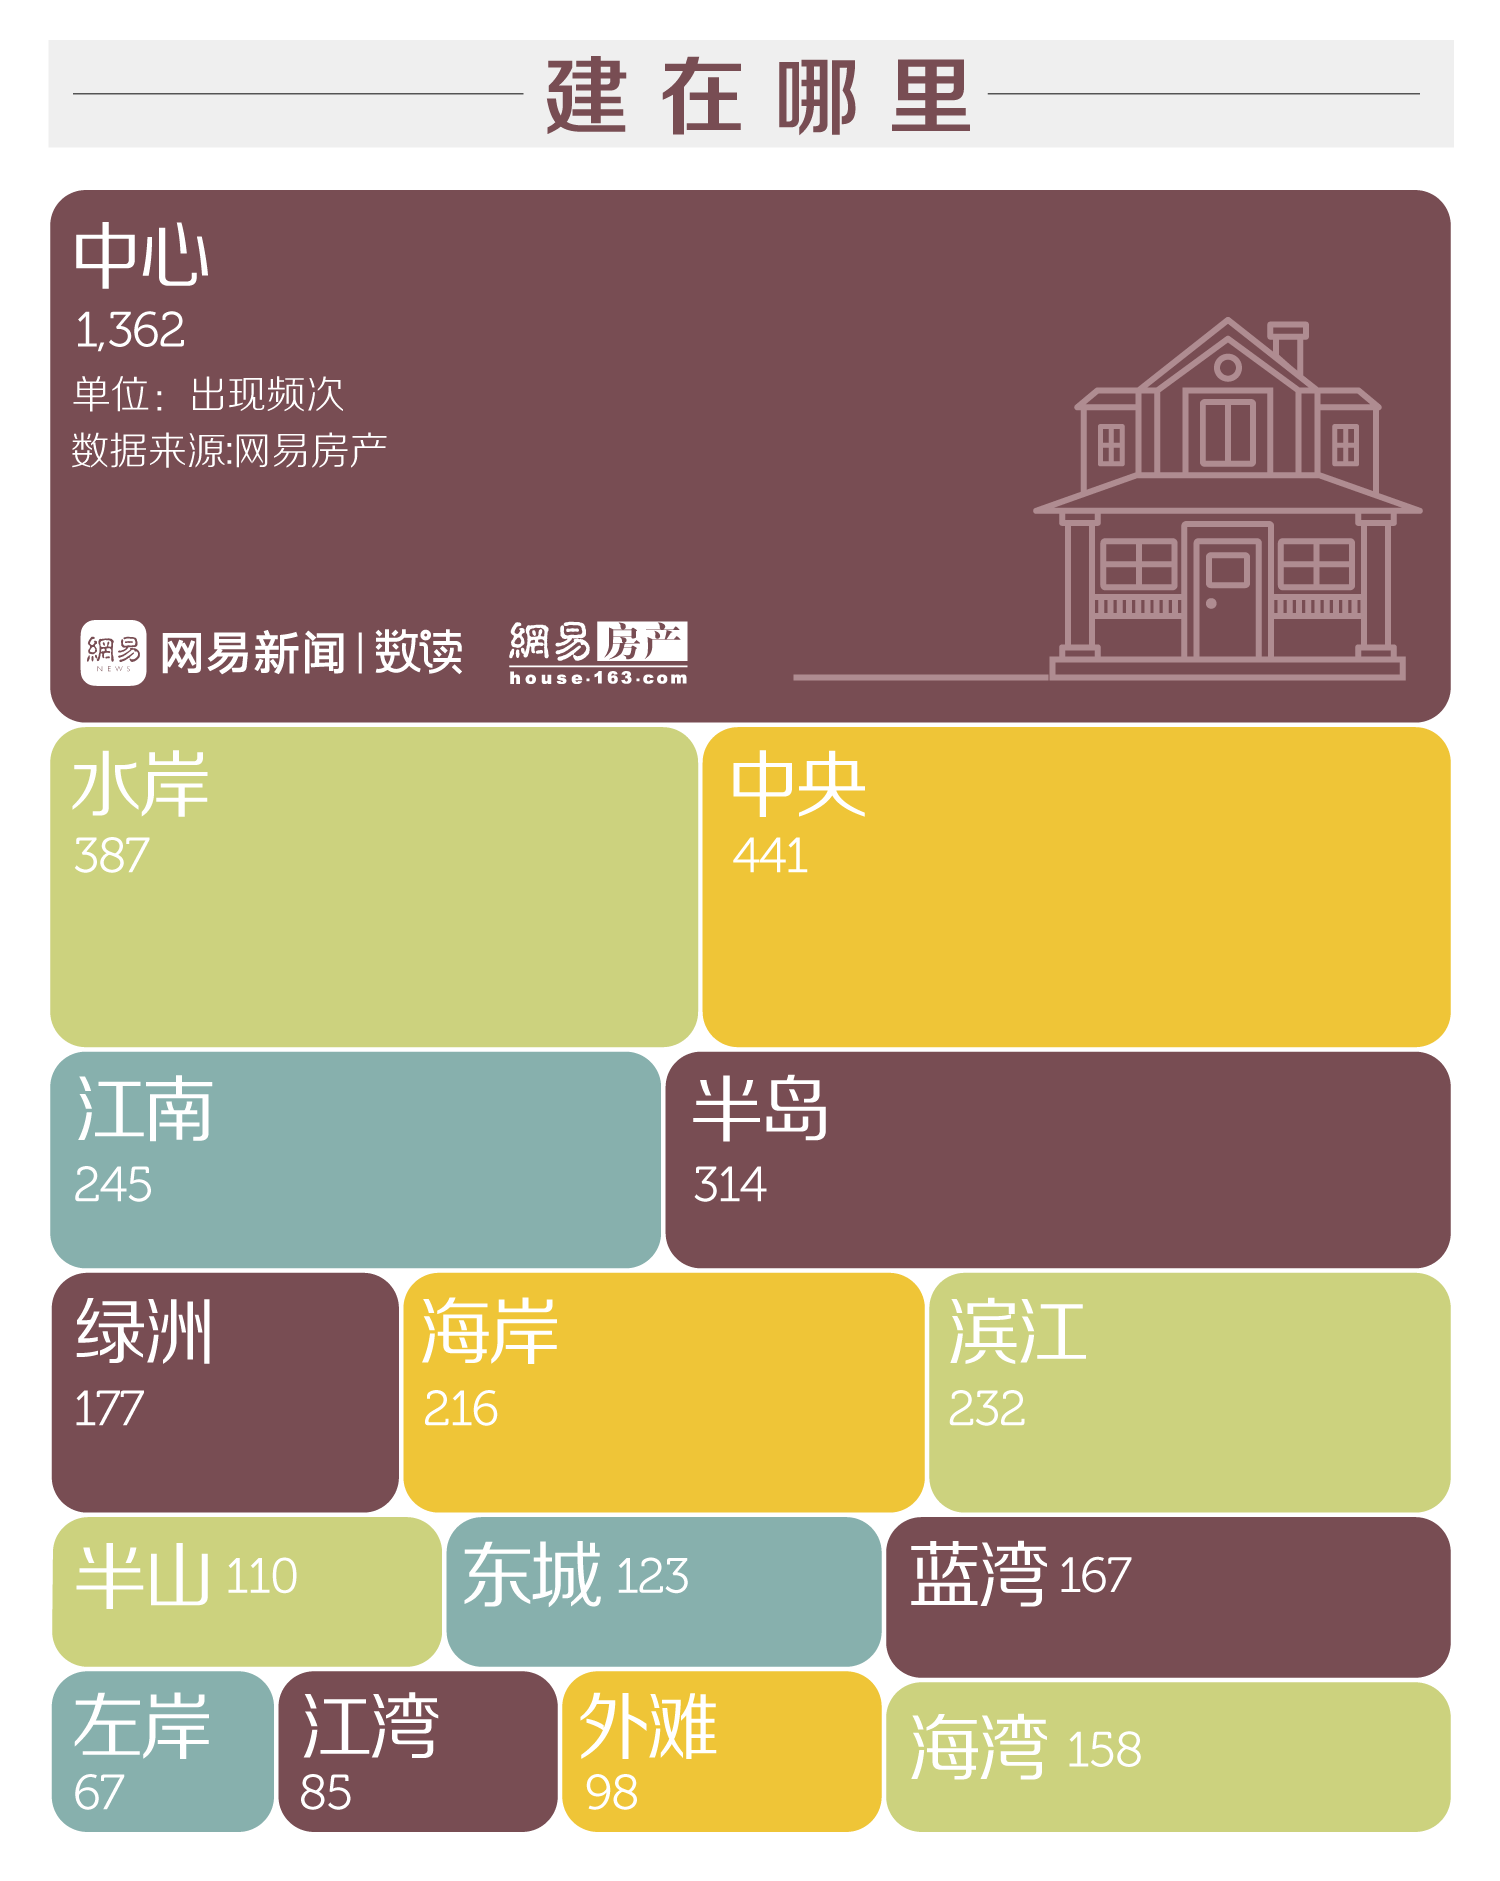 建在哪里
中心
1,362
单位：出现频次
数据来源:网易房产
網易
NEWS
网易新闻|数读
網易房产
house·163·com
水岸
387
中央
441
江南
245
半岛
314
绿洲
177
海岸
216
滨江
232
半山 110
东城 123
蓝湾 167
左岸
67
江湾
85
外滩
98
海湾 158